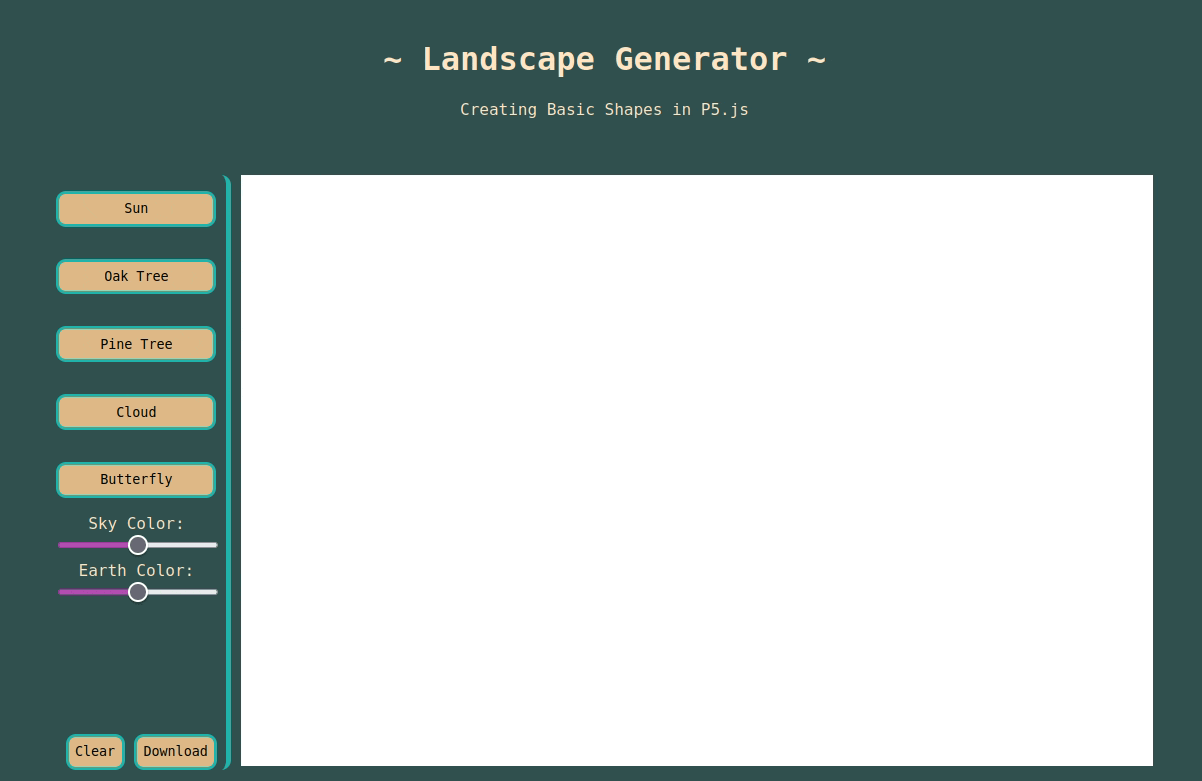 ~ Landscape Generator ~
Creating Basic Shapes in P5.js
Sun
Oak Tree
Pine Tree
Cloud
Butterfly
Sky Color:
Earth Color:
Clear
Download